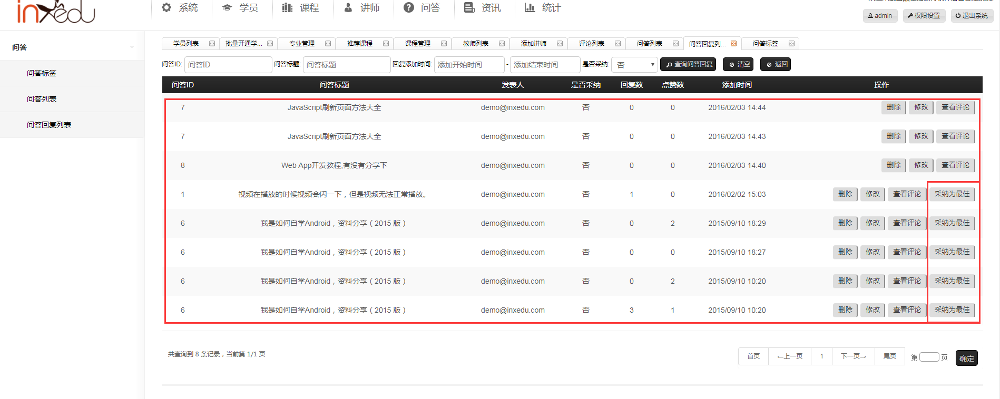 inxedu
系统
学员
课程
讲师
问答
资讯
统计
admin
权限设置
退出系统
问答
问答标签
问答列表
问答回复列表
学员列表
批量开通学...
专业管理
推荐课程
课程管理
教师列表
添加讲师
评论列表
问答列表
问答回复列...
问答标签
问答ID: 问答ID 问答标题: 问答标题 回复添加时间: 添加开始时间 - 添加结束时间 是否采纳: 否 查询问答回复 清空 返回
问答ID 问答标题 发表人 是否采纳 回复数 点赞数 添加时间 操作
7 JavaScript刷新页面方法大全 demo@inxedu.com 否 0 0 2016/02/03 14:44 删除 修改 查看评论
7 JavaScript刷新页面方法大全 demo@inxedu.com 否 0 0 2016/02/03 14:43 删除 修改 查看评论
8 Web App开发教程,有没有分享下 demo@inxedu.com 否 0 0 2016/02/03 14:40 删除 修改 查看评论
1 视频在播放的时候视频会闪一下，但是视频无法正常播放。 demo@inxedu.com 否 1 0 2016/02/02 15:03 删除 修改 查看评论 采纳为最佳
6 我是如何自学Android，资料分享（2015 版） demo@inxedu.com 否 0 2 2015/09/10 18:29 删除 修改 查看评论 采纳为最佳
6 我是如何自学Android，资料分享（2015 版） demo@inxedu.com 否 0 0 2015/09/10 18:27 删除 修改 查看评论 采纳为最佳
6 我是如何自学Android，资料分享（2015 版） demo@inxedu.com 否 0 2 2015/09/10 10:20 删除 修改 查看评论 采纳为最佳
6 我是如何自学Android，资料分享（2015 版） demo@inxedu.com 否 3 1 2015/09/10 10:20 删除 修改 查看评论 采纳为最佳
共查询到 8 条记录，当前第 1/1 页
首页 ←上一页 1 下一页→ 尾页 第 页 确定